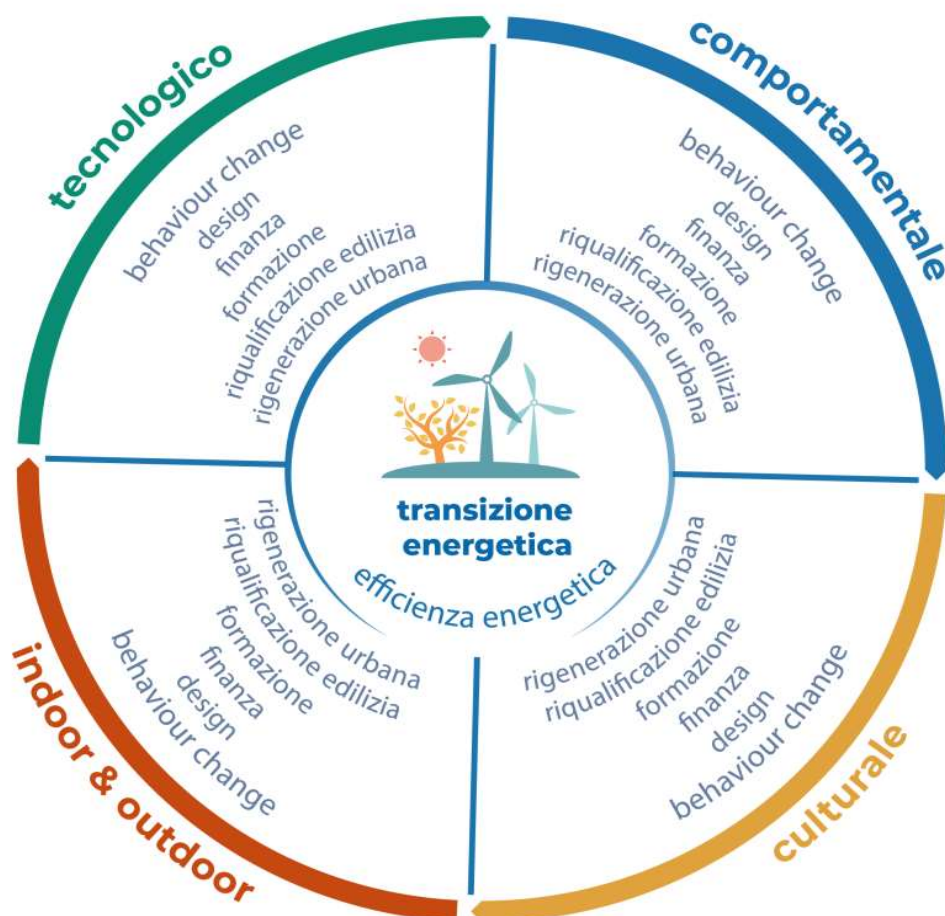 tecnologico
behaviour change
design
finanza
formazione
riqualificazione edilizia
rigenerazione urbana
comportamentale
behaviour change
design
finanza
formazione
riqualificazione edilizia
rigenerazione urbana
transizione
energetica
efficienza energetica
indoor & outdoor
rigenerazione urbana
riqualificazione edilizia
formazione
finanza
design
behaviour change
culturale
rigenerazione urbana
riqualificazione edilizia
formazione
finanza
design
behaviour change